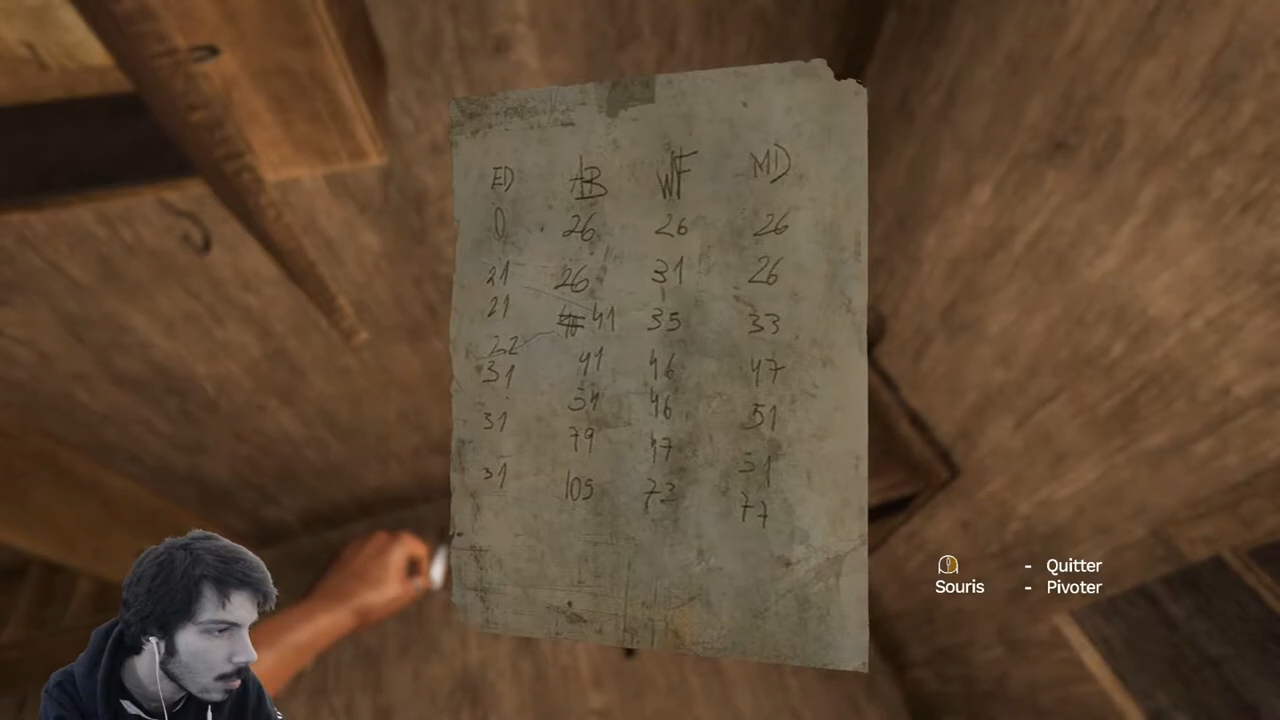 ED AB WF MD
0 26 26 26
21 26 31 26
21 41 35 33
22
31 41 46 47
31 54 46 51
31 79 47 51
105 73 77
- Quitter
Souris - Pivoter